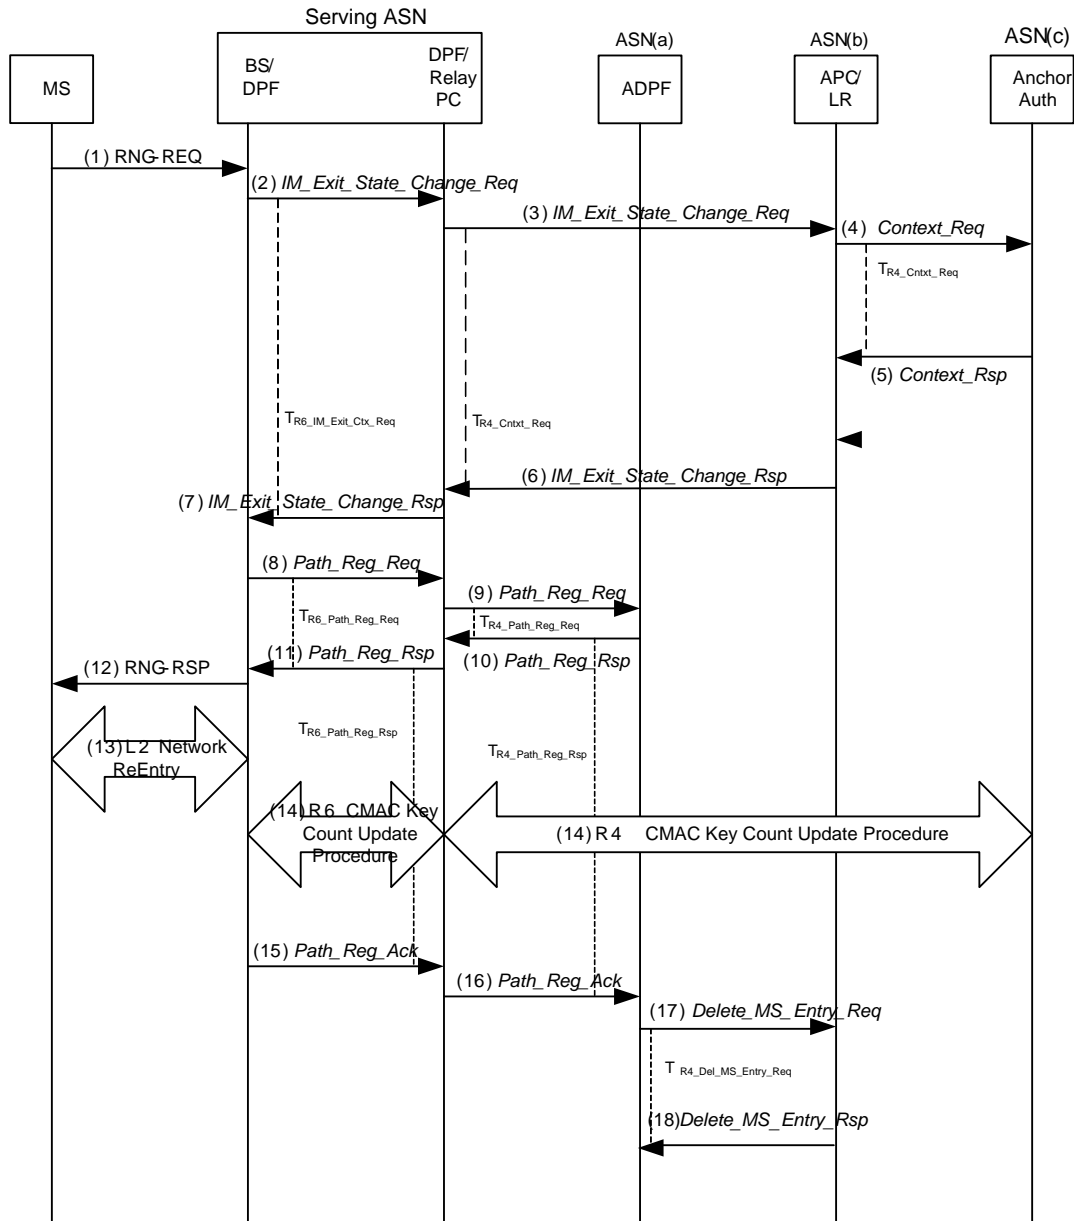 Serving ASN
ASN(a)
ASN(b)
ASN(c)
MS
BS/
DPF
DPF/
Relay
PC
ADPF
APC/
LR
Anchor
Auth
(1) RNG-REQ
(2) IM_Exit_State_Change_Req
(3) IM_Exit_State_Change_Req
(4) Context_Req
TR4_Cntxt_Req
(5) Context_Rsp
TR6_IM_Exit_Ctx_Req
TR4_Cntxt_Req
(6) IM_Exit_State_Change_Rsp
(7) IM_Exit_State_Change_Rsp
(8) Path_Reg_Req
(9) Path_Reg_Req
TR6_Path_Reg_Req
TR4_Path_Reg_Req
(10) Path_Reg_Rsp
(11) Path_Reg_Rsp
(12) RNG-RSP
TR6_Path_Reg_Rsp
TR4_Path_Reg_Rsp
(13) L2 Network
ReEntry
(14) R6 CMAC Key
Count Update
Procedure
(14) R4 CMAC Key Count Update Procedure
(15) Path_Reg_Ack
(16) Path_Reg_Ack
(17) Delete_MS_Entry_Req
T R4_Del_MS_Entry_Req
(18)Delete_MS_Entry_Rsp